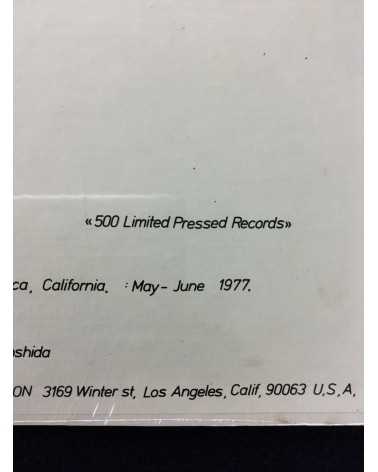 «500 Limited Pressed Records»
ca, California, : May - June 1977.
shida
ON 3169 Winter st, Los Angeles, Calif, 90063 U,S,A,